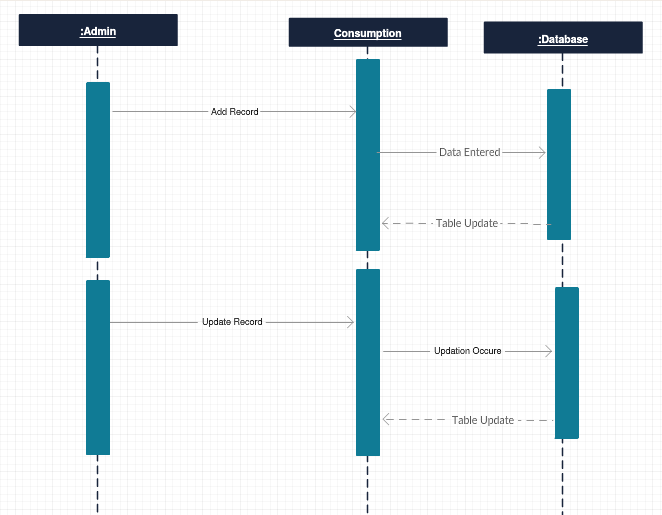 :Admin
Consumption
:Database
Add Record
Data Entered
Table Update
Update Record
Updation Occure
Table Update